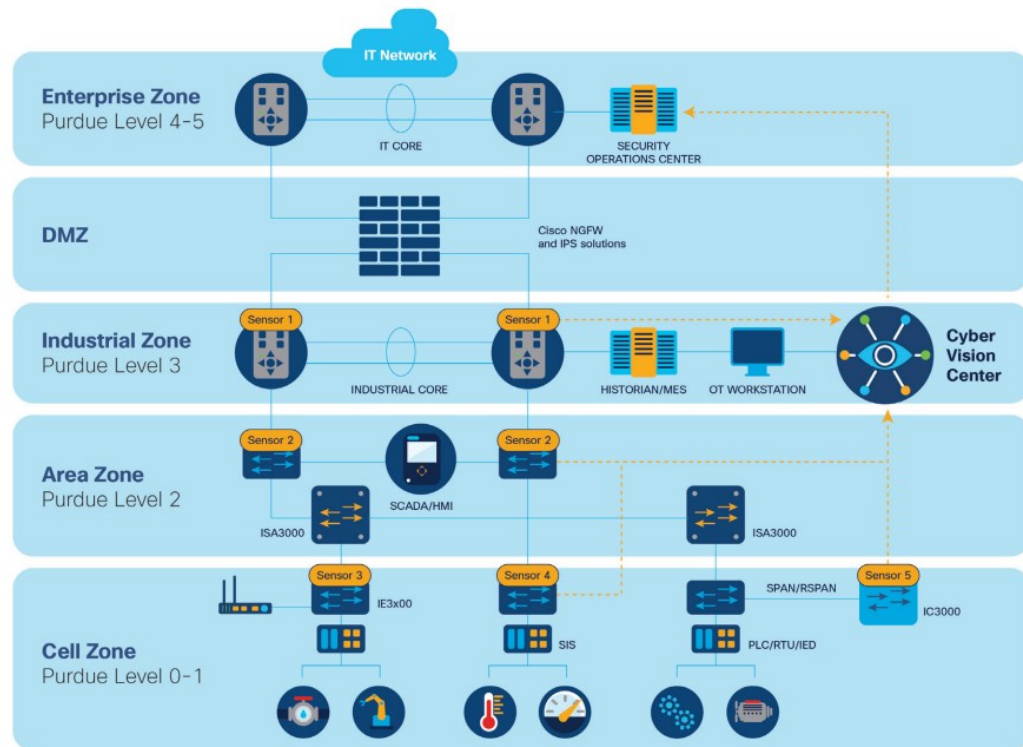 IT Network
Enterprise Zone
Purdue Level 4-5
IT CORE
SECURITY
OPERATIONS CENTER
DMZ
Cisco NGFW
and IPS solutions
Sensor 1
Sensor 1
Industrial Zone
Purdue Level 3
INDUSTRIAL CORE
HISTORIAN/MES
OT WORKSTATION
Cyber
Vision
Center
Sensor 2
Sensor 2
Area Zone
Purdue Level 2
SCADA/HMI
ISA3000
ISA3000
Sensor 3
Sensor 4
Sensor 5
SPAN/RSPAN
IE3x00
IC3000
SIS
PLC/RTU/IED
Cell Zone
Purdue Level 0-1